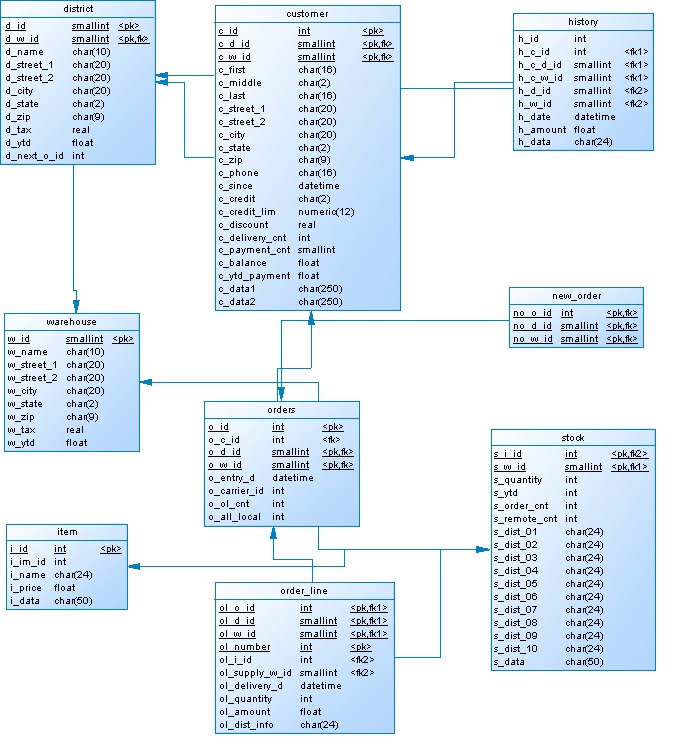 district
d_id smallint <pk>
d_w_id smallint <pk,fk>
d_name char(10)
d_street_1 char(20)
d_street_2 char(20)
d_city char(20)
d_state char(2)
d_zip char(9)
d_tax real
d_ytd float
d_next_o_id int
customer
c_id int <pk>
c_d_id smallint <pk,fk>
c_w_id smallint <pk,fk>
c_first char(16)
c_middle char(2)
c_last char(16)
c_street_1 char(20)
c_street_2 char(20)
c_city char(20)
c_state char(2)
c_zip char(9)
c_phone char(16)
c_since datetime
c_credit char(2)
c_credit_lim numeric(12)
c_discount real
c_delivery_cnt int
c_payment_cnt smallint
c_balance float
c_ytd_payment float
c_data1 char(250)
c_data2 char(250)
history
h_id int
h_c_id int <fk1>
h_c_d_id smallint <fk1>
h_c_w_id smallint <fk1>
h_d_id smallint <fk2>
h_w_id smallint <fk2>
h_date datetime
h_amount float
h_data char(24)
new_order
no_o_id int <pk,fk>
no_d_id smallint <pk,fk>
no_w_id smallint <pk,fk>
warehouse
w_id smallint <pk>
w_name char(10)
w_street_1 char(20)
w_street_2 char(20)
w_city char(20)
w_state char(2)
w_zip char(9)
w_tax real
w_ytd float
orders
o_id int <pk>
o_c_id int <fk>
o_d_id smallint <pk,fk>
o_w_id smallint <pk,fk>
o_entry_d datetime
o_carrier_id int
o_ol_cnt int
o_all_local int
stock
s_i_id int <pk,fk2>
s_w_id smallint <pk,fk1>
s_quantity int
s_ytd int
s_order_cnt int
s_remote_cnt int
s_dist_01 char(24)
s_dist_02 char(24)
s_dist_03 char(24)
s_dist_04 char(24)
s_dist_05 char(24)
s_dist_06 char(24)
s_dist_07 char(24)
s_dist_08 char(24)
s_dist_09 char(24)
s_dist_10 char(24)
s_data char(50)
item
i_id int <pk>
i_im_id int
i_name char(24)
i_price float
i_data char(50)
order_line
ol_o_id int <pk,fk1>
ol_d_id smallint <pk,fk1>
ol_w_id smallint <pk,fk1>
ol_number int <pk>
ol_i_id int <fk2>
ol_supply_w_id smallint <fk2>
ol_delivery_d datetime
ol_quantity int
ol_amount float
ol_dist_info char(24)